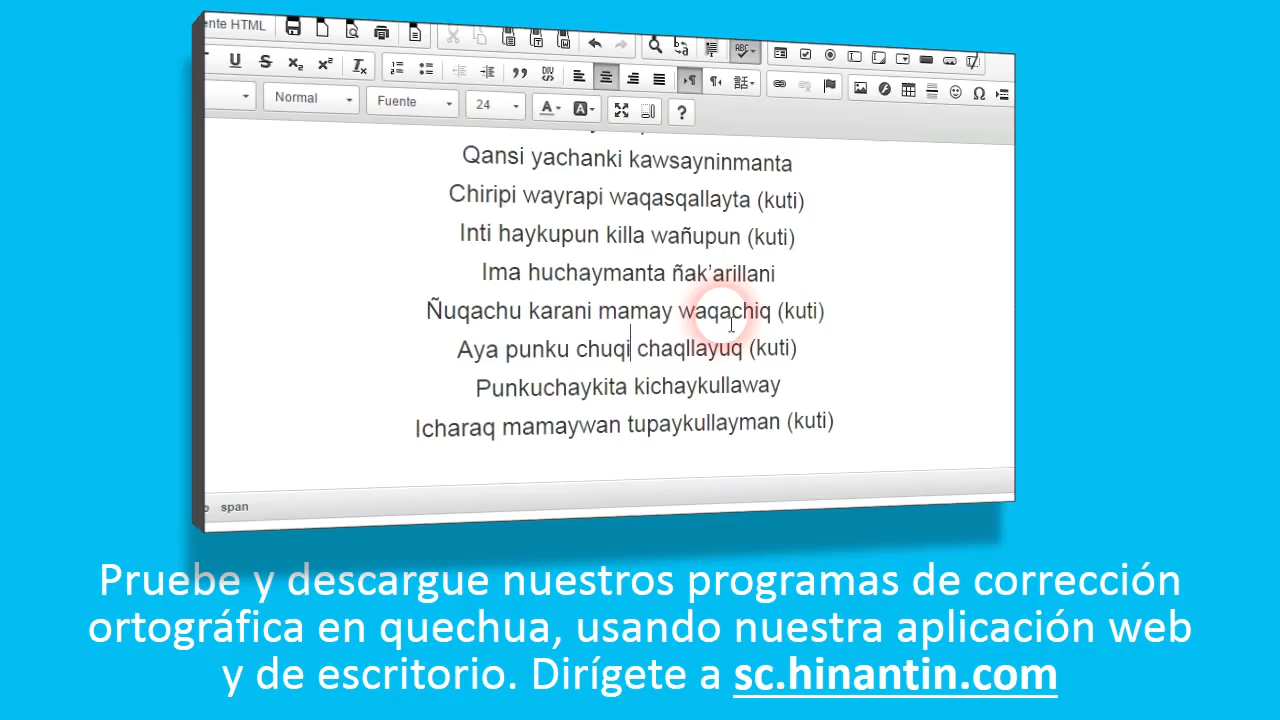 ente HTML
Normal
Fuente
24
Qansi yachanki kawsayninmanta
Chiripi wayrapi waqasqallayta (kuti)
Inti haykupun killa wañupun (kuti)
Ima huchaymanta ñak'arillani
Ñuqachu karani mamay waqachiq (kuti)
Aya punku chuqi chaqllayuq (kuti)
Punkuchaykita kichaykullaway
Icharaq mamaywan tupaykullayman (kuti)
span
Pruebe y descargue nuestros programas de corrección
ortográfica en quechua, usando nuestra aplicación web
y de escritorio. Dirígete a sc.hinantin.com